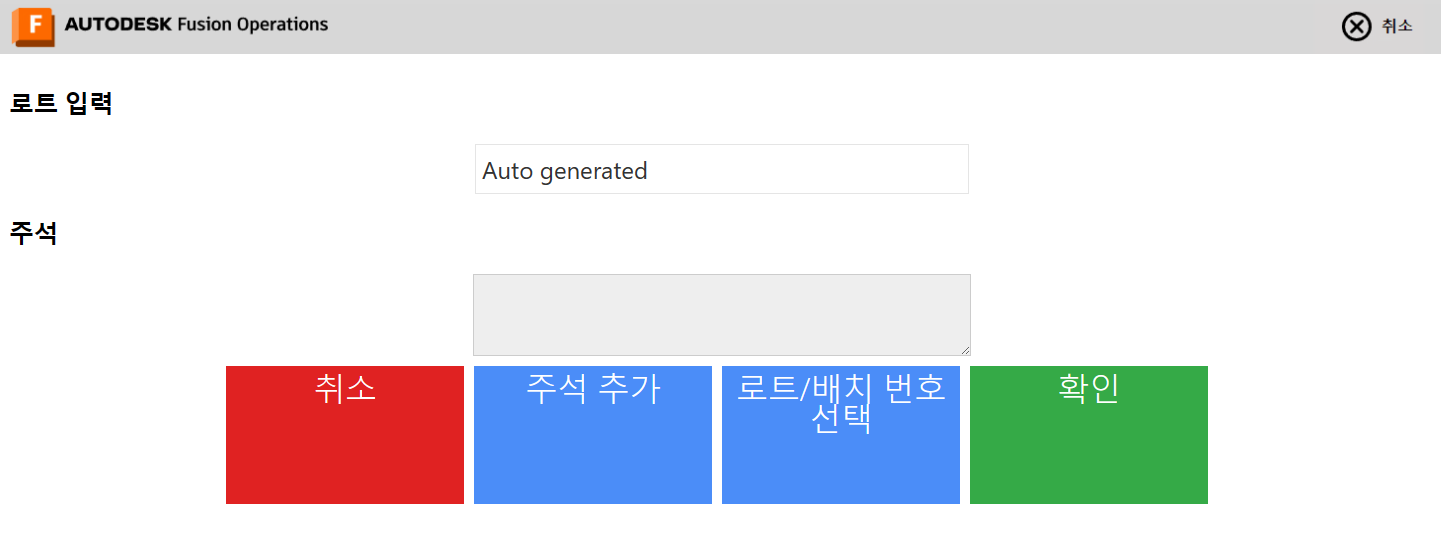 F AUTODESK Fusion Operations
취소
로트 입력
Auto generated
주석
취소
주석 추가
로트/배치 번호
선택
확인